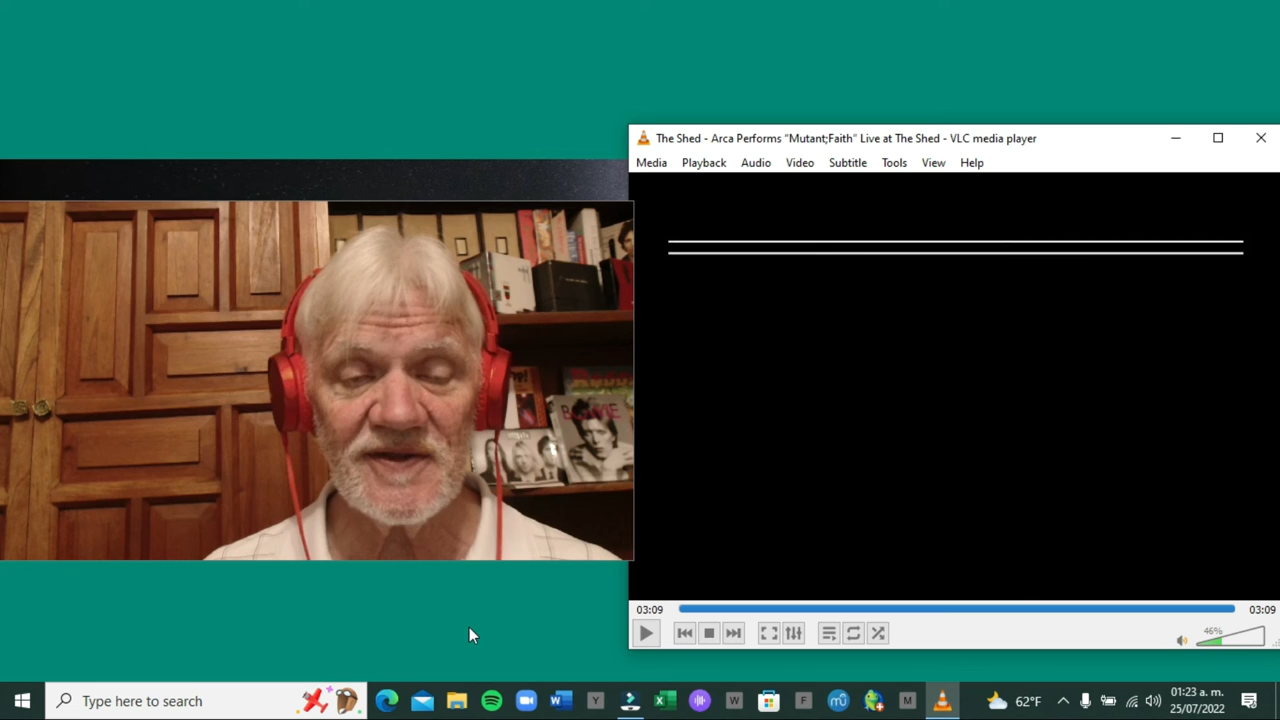 The Shed - Arca Performs "Mutant;Faith" Live at The Shed - VLC media player
Media Playback Audio Video Subtitle Tools View Help
BOWIE
03:09 03:09
46%
Type here to search
Y
W
F
M
62°F
01:23 a. m.
25/07/2022